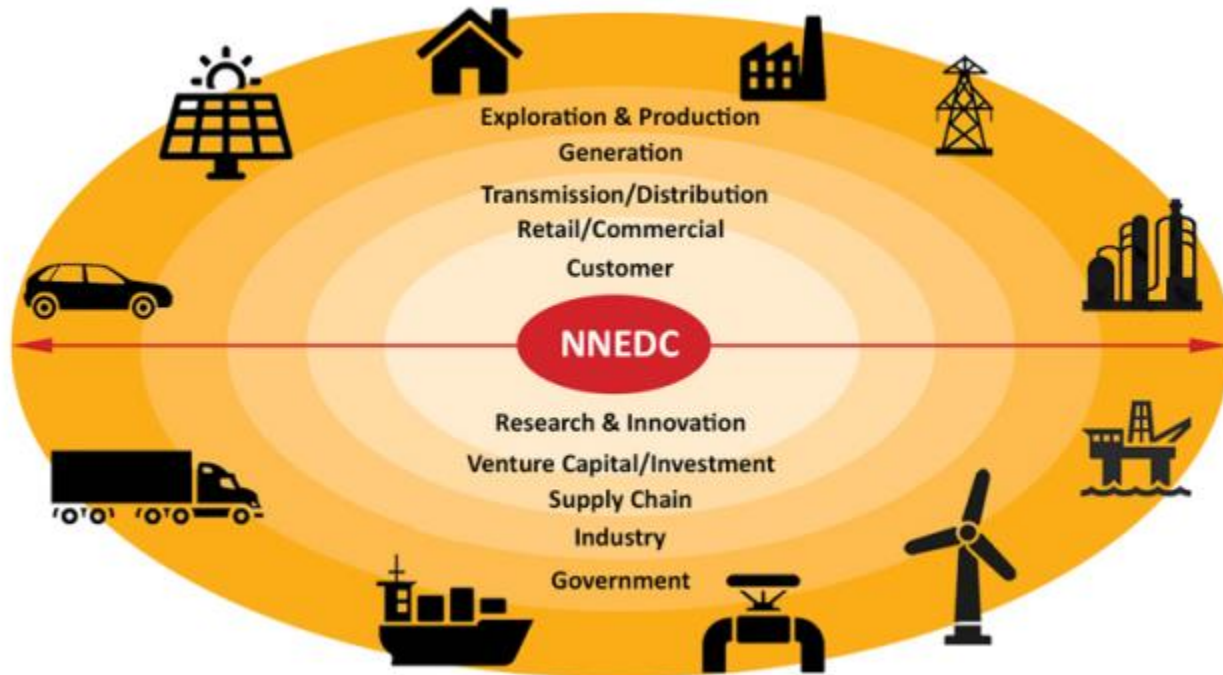 Exploration & Production
Generation
Transmission/Distribution
Retail/Commercial
Customer
NNEDC
Research & Innovation
Venture Capital/Investment
Supply Chain
Industry
Government